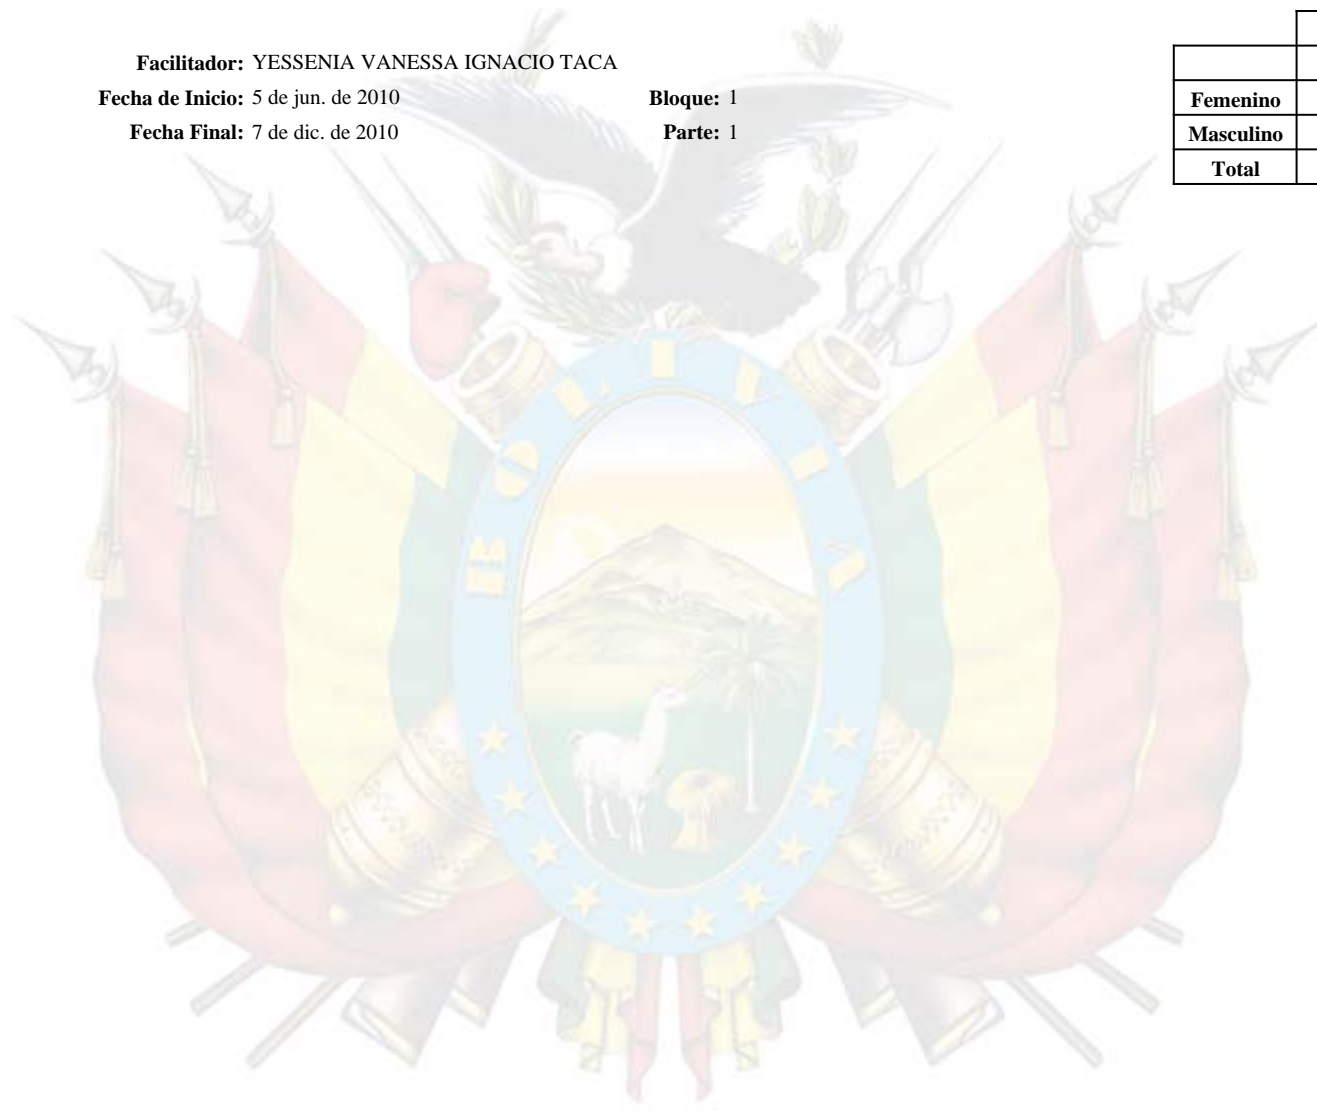 Facilitador: YESSENIA VANESSA IGNACIO TACA
Fecha de Inicio: 5 de jun. de 2010 Bloque: 1
Fecha Final: 7 de dic. de 2010 Parte: 1
Femenino
Masculino
Total
BOLIVIA